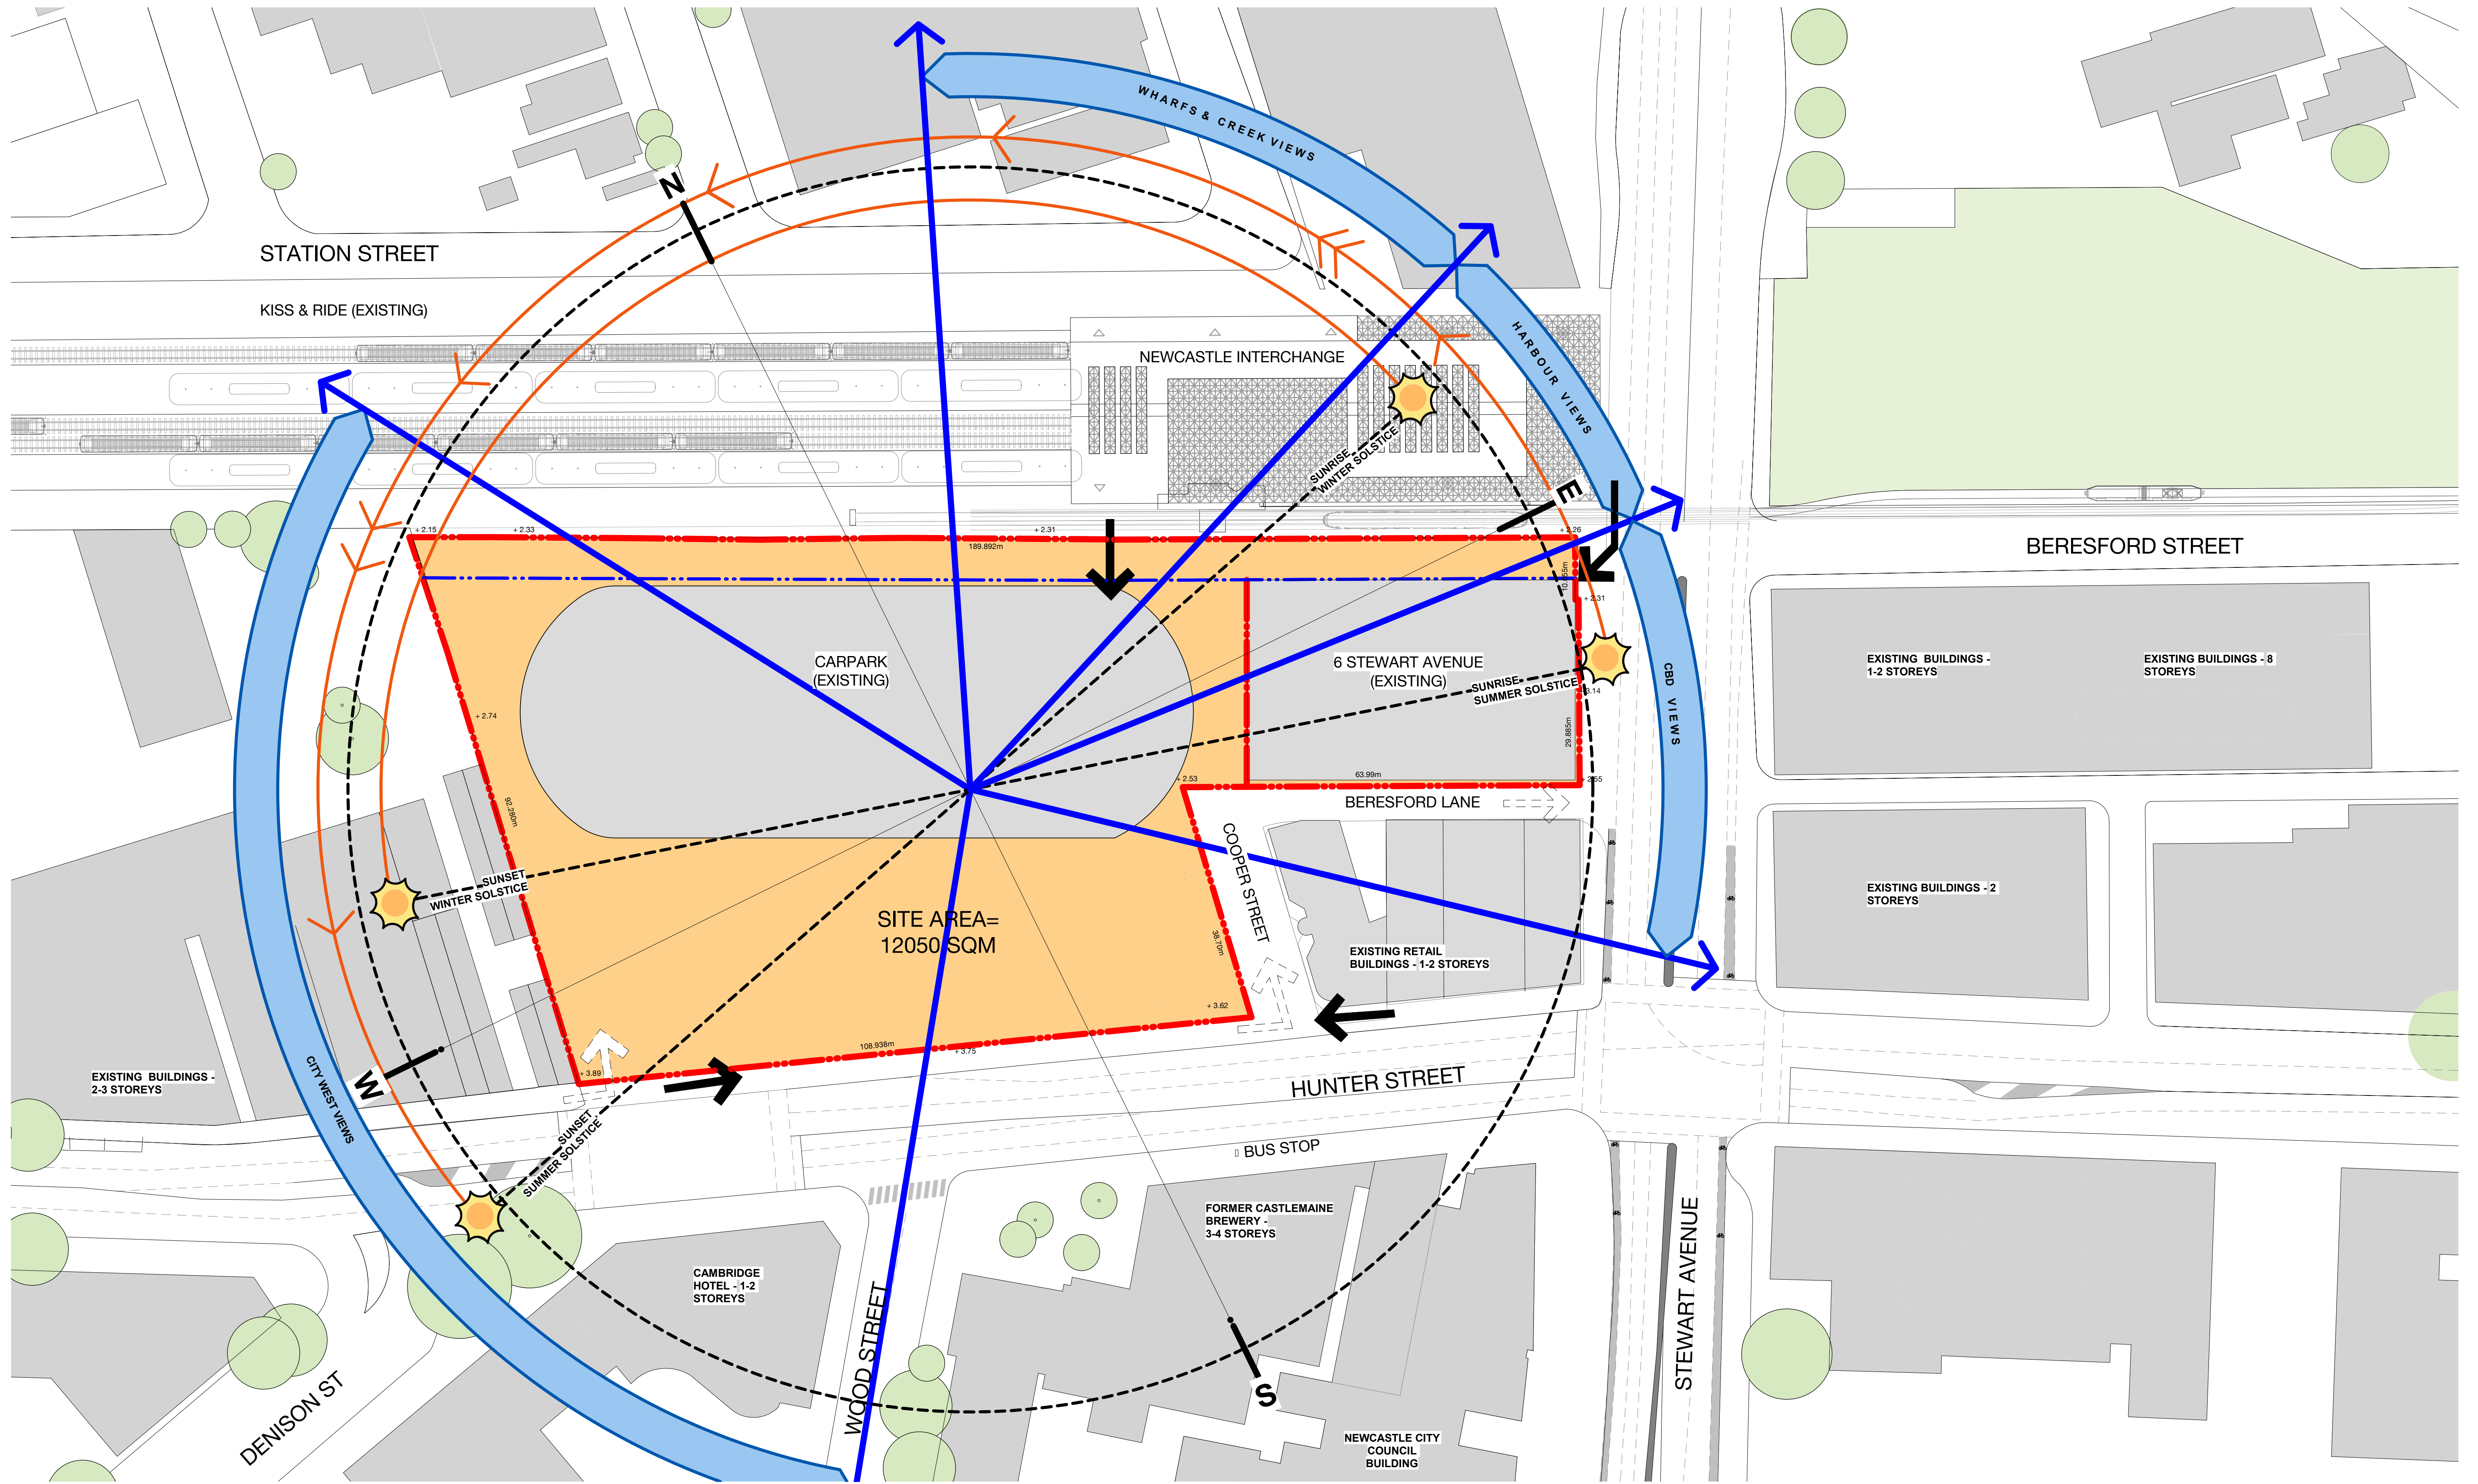 WHARFS & CREEK VIEWS
N
STATION STREET
KISS & RIDE (EXISTING)
NEWCASTLE INTERCHANGE
HARBOUR VIEWS
SUNRISE
WINTER SOLSTICE
E
+ 2.15
+ 2.33
+ 2.31
+ 2.26
189.892m
BERESFORD STREET
+ 2.31
CARPARK
(EXISTING)
6 STEWART AVENUE
(EXISTING)
SUNRISE
SUMMER SOLSTICE
3.14
CBD VIEWS
EXISTING BUILDINGS -
1-2 STOREYS
EXISTING BUILDINGS - 8
STOREYS
+ 2.74
29.885m
92.280m
+ 2.53
63.99m
BERESFORD LANE
COOPER STREET
SUNSET
WINTER SOLSTICE
SITE AREA=
12050 SQM
38.70m
EXISTING RETAIL
BUILDINGS - 1-2 STOREYS
EXISTING BUILDINGS - 2
STOREYS
+ 3.62
108.938m
+ 3.75
+ 3.89
W
EXISTING BUILDINGS -
2-3 STOREYS
CITY WEST VIEWS
HUNTER STREET
SUNSET
SUMMER SOLSTICE
BUS STOP
FORMER CASTLEMAINE
BREWERY -
3-4 STOREYS
CAMBRIDGE
HOTEL - 1-2
STOREYS
WOOD STREET
STEWART AVENUE
S
DENISON ST
NEWCASTLE CITY
COUNCIL
BUILDING